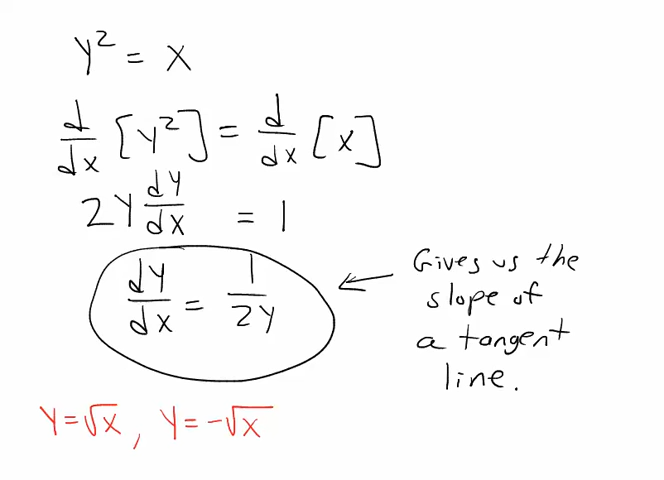 Y² = X
d/dx [Y²] = d/dx [X]
2Y dY/dX = 1
dY/dX = 1/2Y
Gives us the
slope of
a tangent
line.
Y=√X, Y=-√X